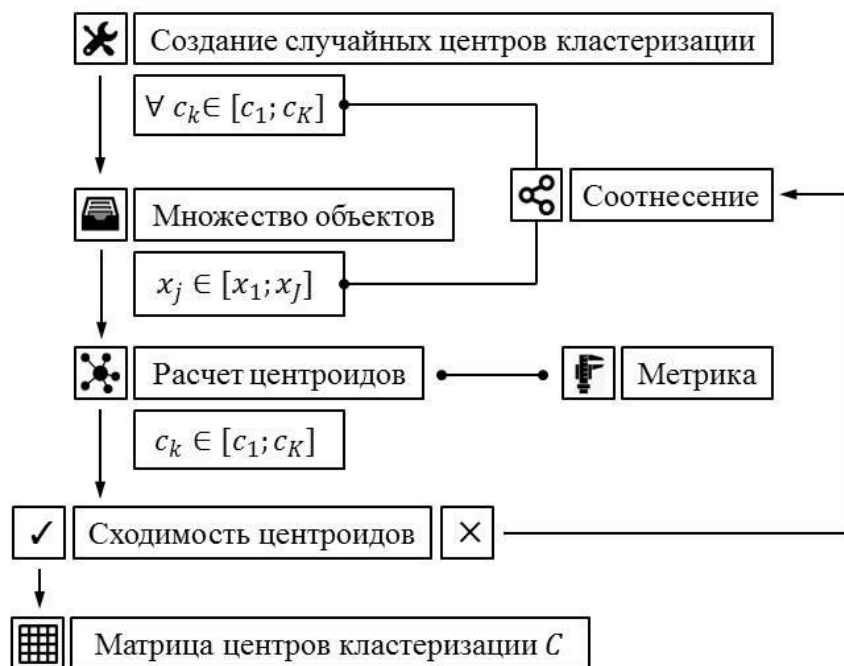 Создание случайных центров кластеризации
∀ c_k ∈ [c_1; c_K]
Соотнесение
Множество объектов
x_j ∈ [x_1; x_J]
Расчет центроидов
Метрика
c_k ∈ [c_1; c_K]
✓ Сходимость центроидов ×
Матрица центров кластеризации C